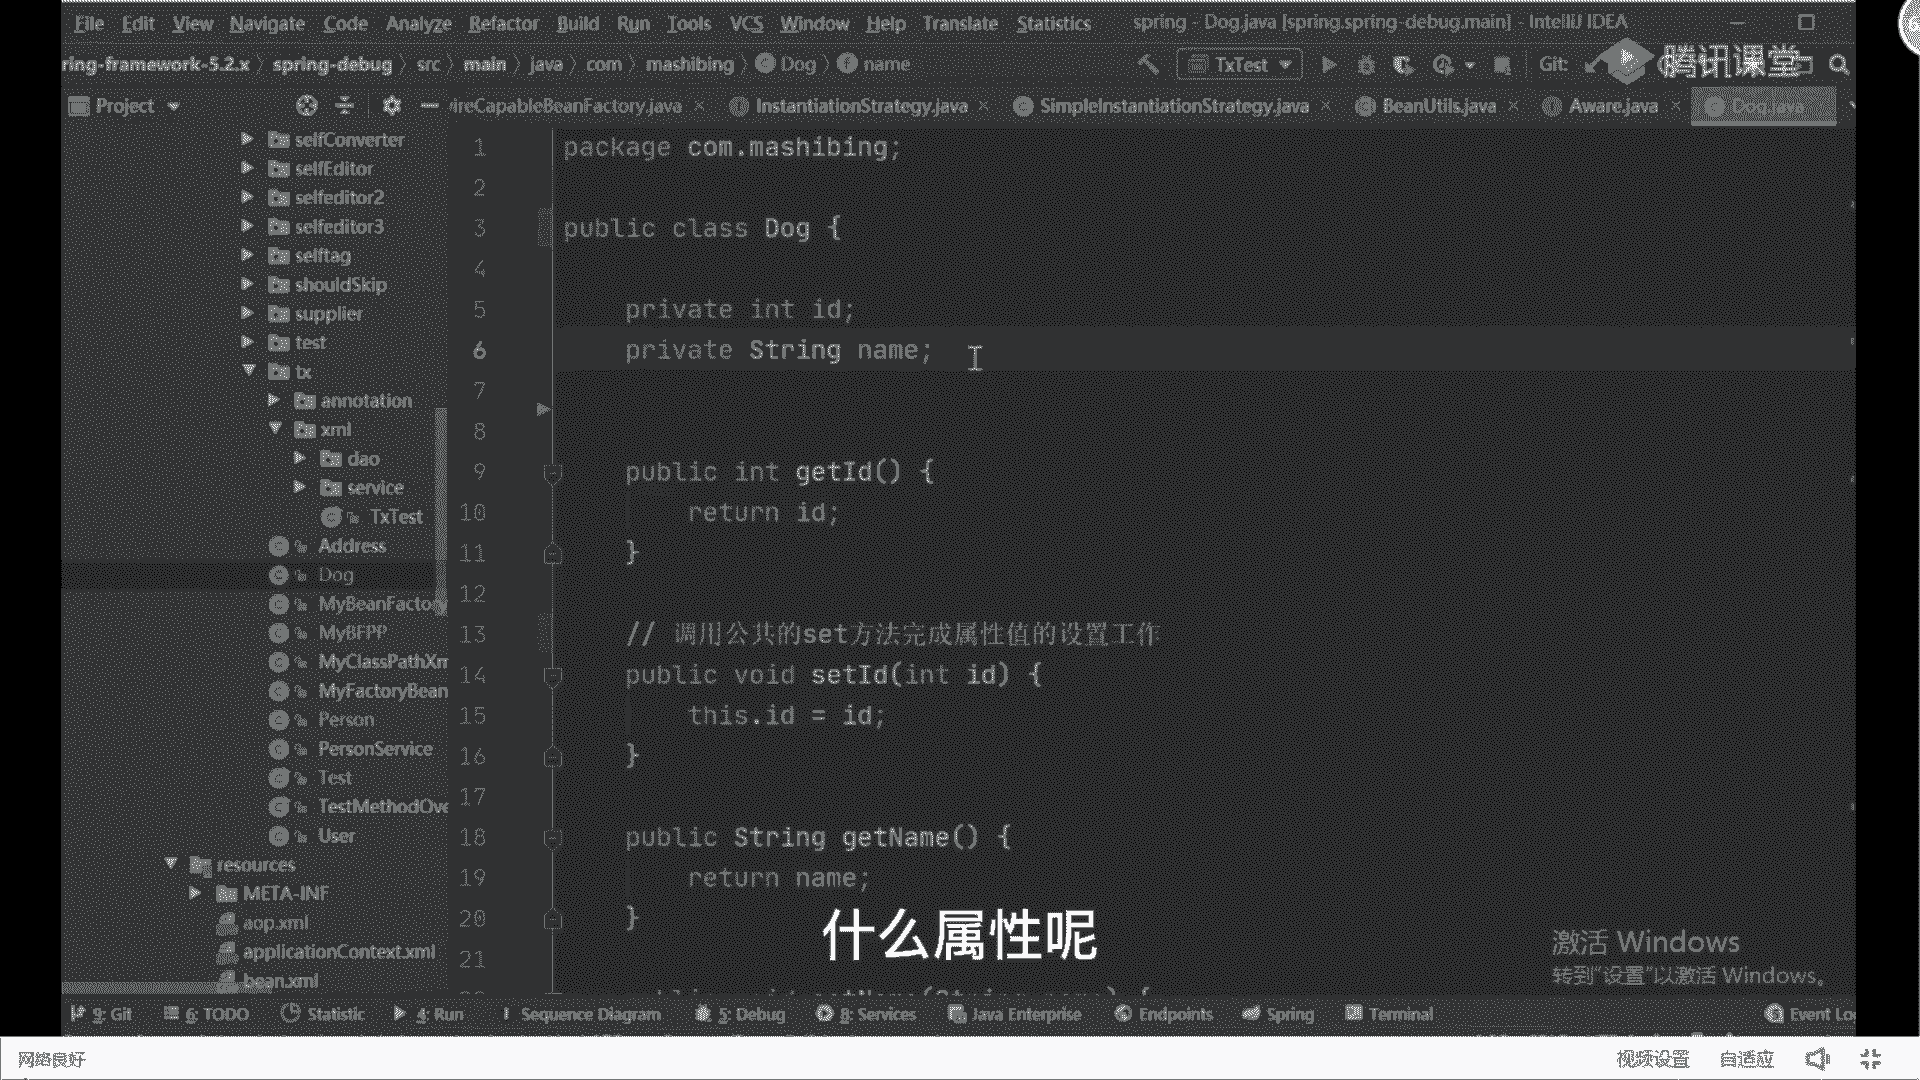 File Edit View Navigate Code Analyze Refactor Build Run Tools VCS Window Help Translate Statistics spring - Dog.java [spring.spring-debug.main] - IntelliJ IDEA
ring-framework-5.2.x spring-debug src main java com mashibing Dog name TxTest Git: 腾讯课堂
Project ireCapableBeanFactory.java InstantiationStrategy.java SimpleInstantiationStrategy.java BeanUtils.java Aware.java Dog.java
selfConverter
selfEditor
selfeditor2
selfeditor3
selftag
shouldSkip
supplier
test
tx
annotation
xml
dao
service
TxTest
Address
Dog
MyBeanFactory
MyBFPP
MyClassPathXm
MyFactoryBean
Person
PersonService
Test
TestMethodOve
User
resources
META-INF
aop.xml
applicationContext.xml
bean.xml
1 package com.mashibing;
2
3 public class Dog {
4
5 private int id;
6 private String name;
7
8
9 public int getId() {
10 return id;
11 }
12
13 // 调用公共的set方法完成属性值的设置工作
14 public void setId(int id) {
15 this.id = id;
16 }
17
18 public String getName() {
19 return name;
20 }
21
什么属性呢
激活 Windows
转到"设置"以激活 Windows。
9: Git 6: TODO Statistic 4: Run Sequence Diagram 5: Debug 8: Services Java Enterprise Endpoints Spring Terminal Event Lo
网络良好 视频设置 自适应